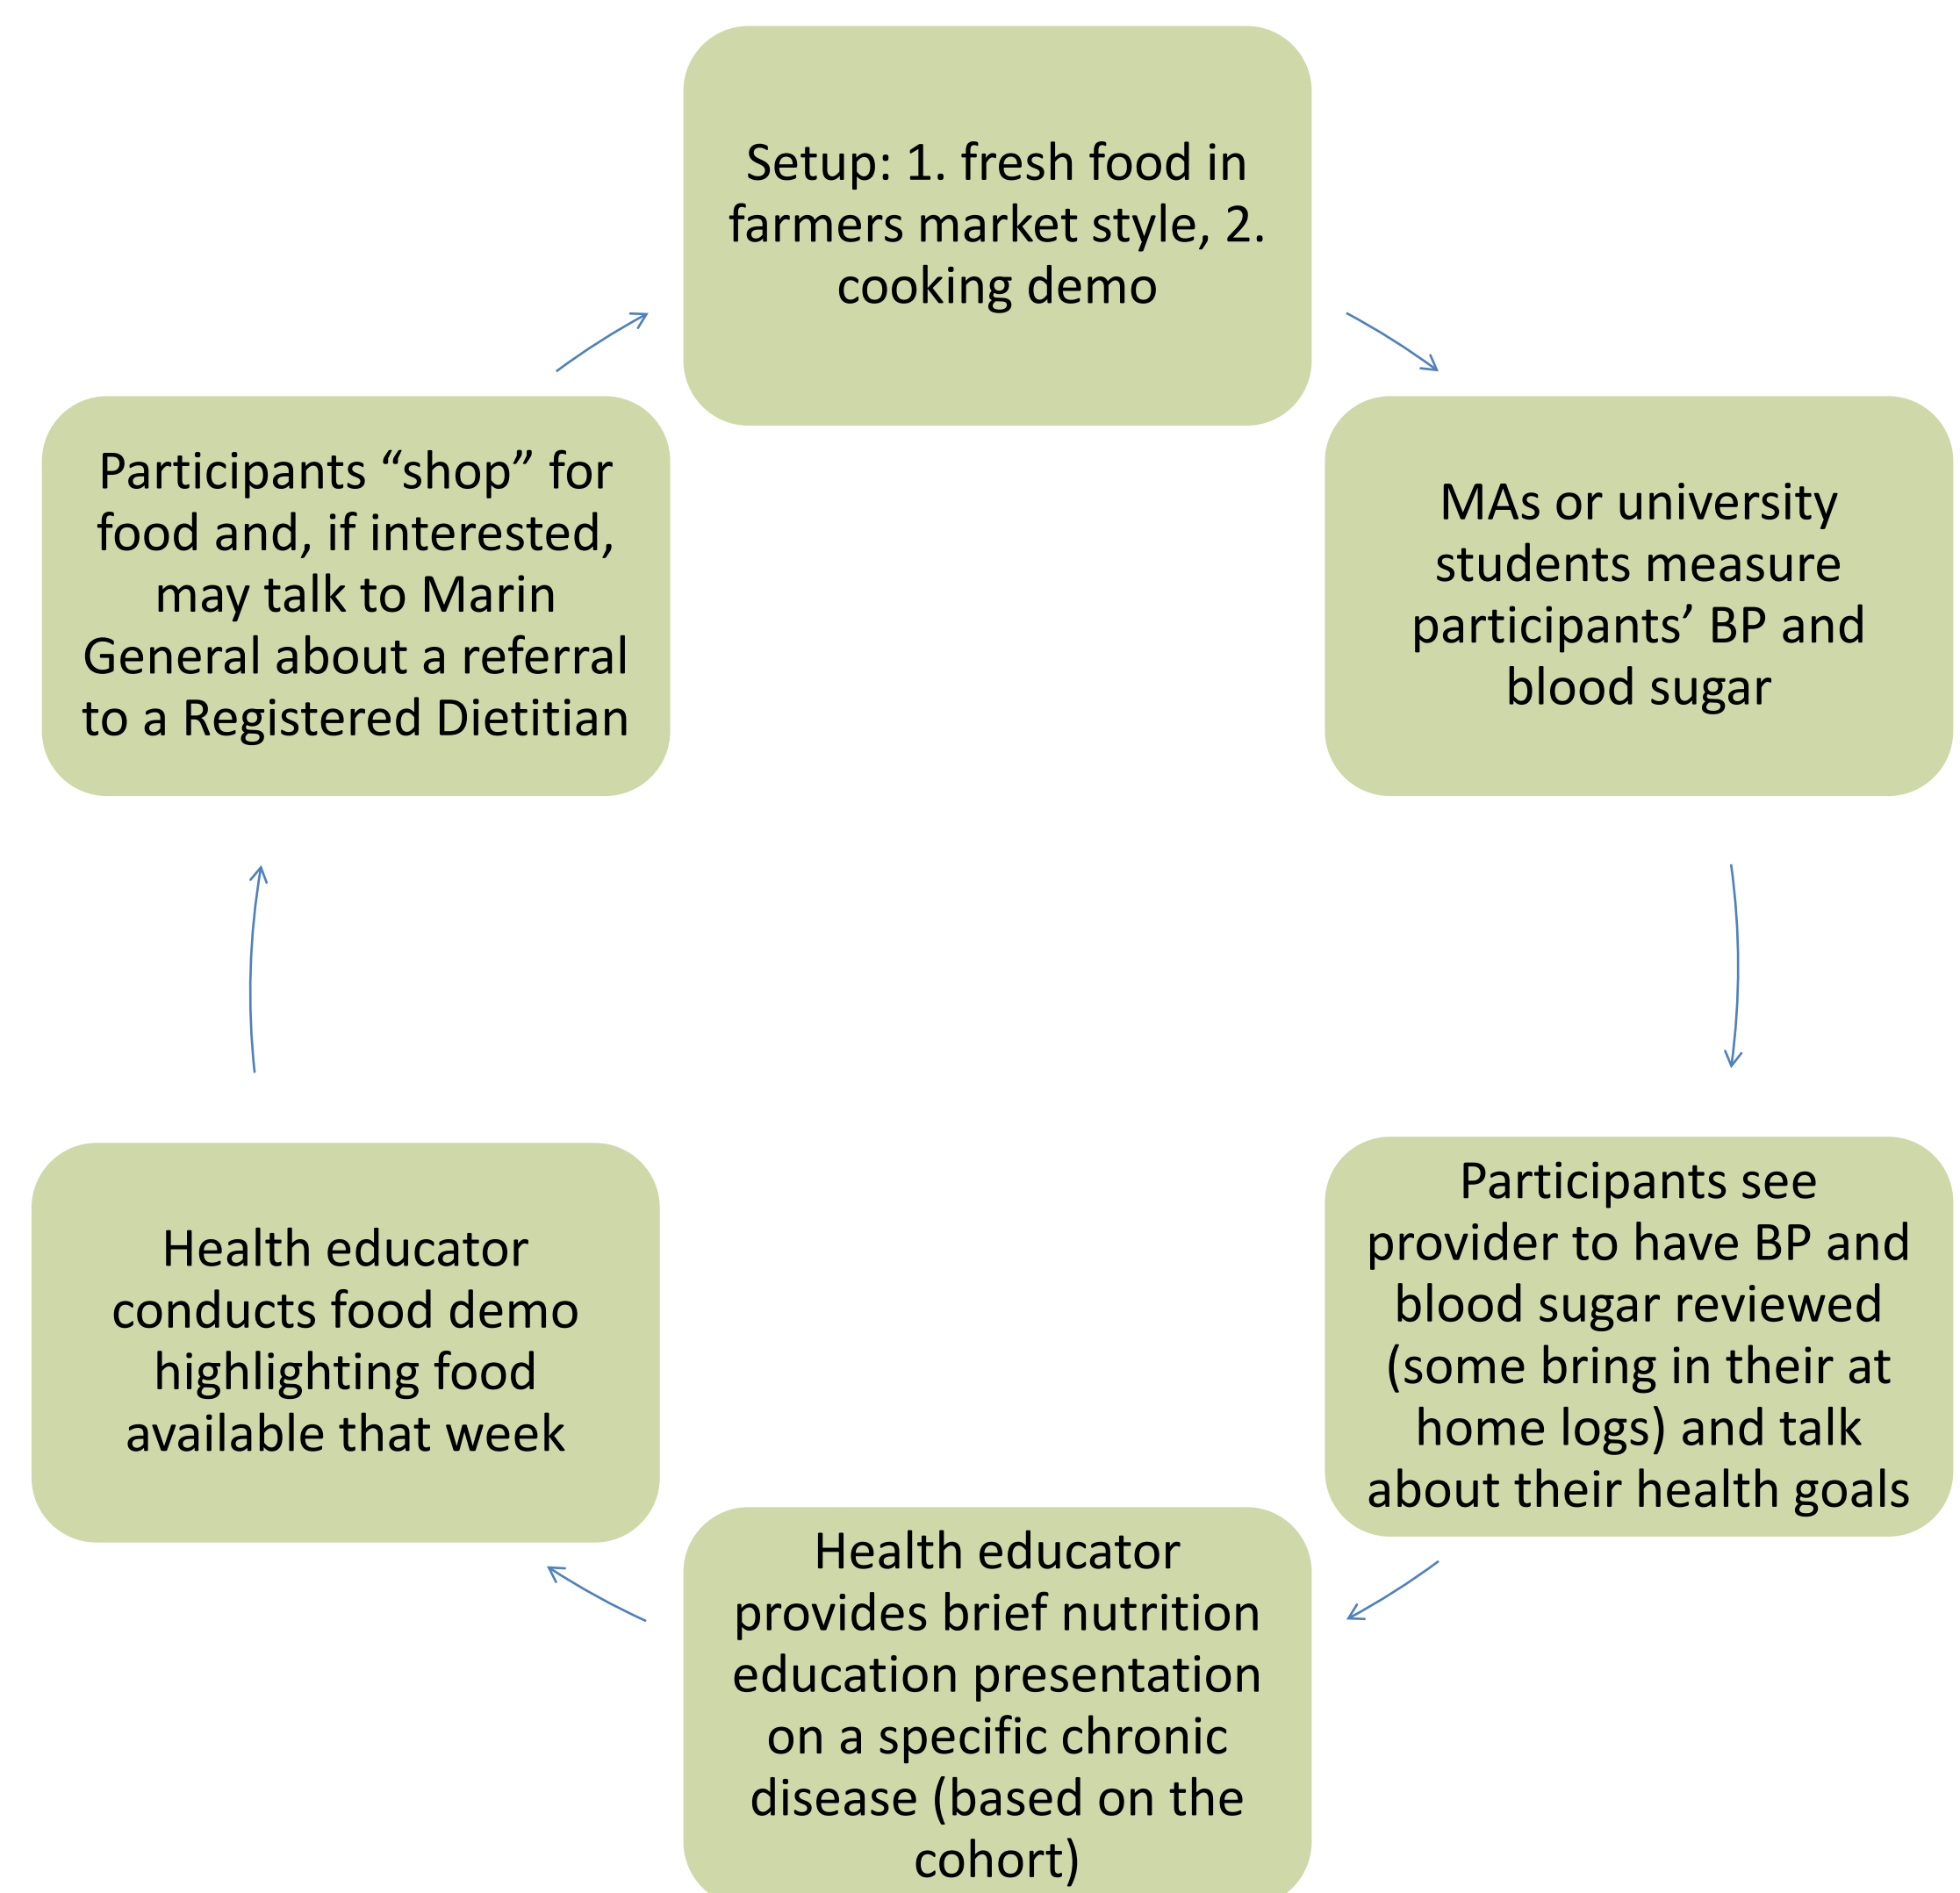 Setup: 1. fresh food in
farmers market style, 2.
cooking demo
MAs or university
students measure
participants’ BP and
blood sugar
Participants see
provider to have BP and
blood sugar reviewed
(some bring in their at
home logs) and talk
about their health goals
Health educator
provides brief nutrition
education presentation
on a specific chronic
disease (based on the
cohort)
Health educator
conducts food demo
highlighting food
available that week
Participants “shop” for
food and, if interested,
may talk to Marin
General about a referral
to a Registered Dietitian